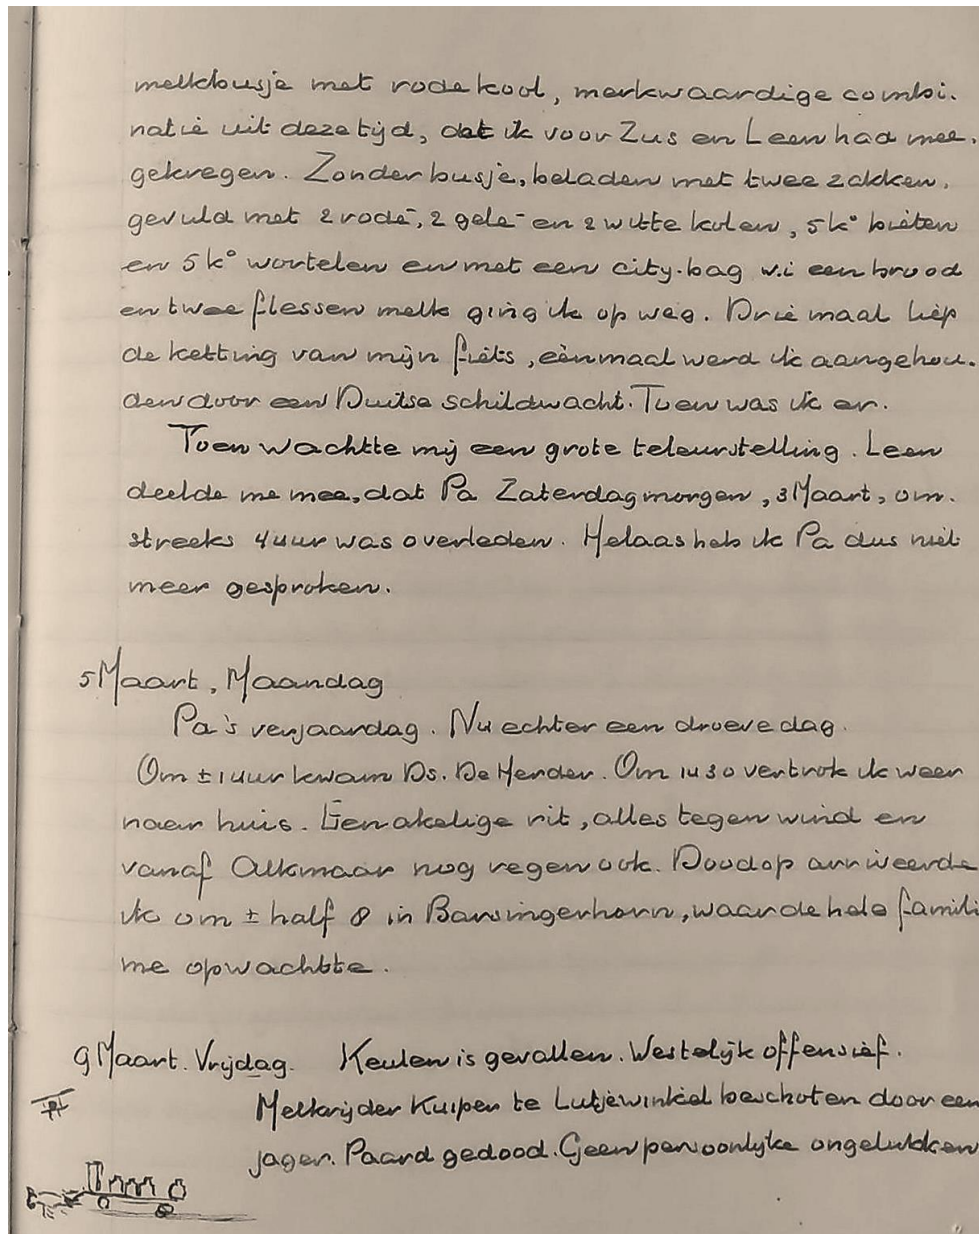 melkbusje met rode kool, merkwaardige combi-
natie uit deze tijd, dat ik voor Zus en Leen had mee-
gekregen. Zonder busje, beladen met twee zakken,
gevuld met 2 rode-, 2 gele- en 2 witte kolen, 5 k° bieten
en 5 k° wortelen en met een city-bag w.i een brood
en twee flessen melk ging ik op weg. Drie maal liep
de ketting van mijn fiets, éénmaal werd ik aangehou-
den door een Duitse schildwacht. Toen was ik er.
Toen wachtte mij een grote teleurstelling. Leen
deelde me mee, dat Pa Zaterdagmorgen, 3 Maart, om-
streeks 4 uur was overleden. Helaas heb ik Pa dus niet
meer gesproken.
5 Maart, Maandag
Pa's verjaardag. Nu echter een droeve dag.
Om ± 1 uur kwam Ds. De Herder. Om 1 u 30 vertrok ik weer
naar huis. Een akelige rit, alles tegen wind en
vanaf Alkmaar nog regen ook. Doodop arriveerde
ik om ± half 8 in Barsingerhorn, waar de hele famili
me opwachtte.
9 Maart. Vrijdag. Keulen is gevallen. Westelijk offensief.
Melkrijder Kuiper te Lutjewinkel beschoten door een
jager. Paard gedood. Geen persoonlijke ongelukken